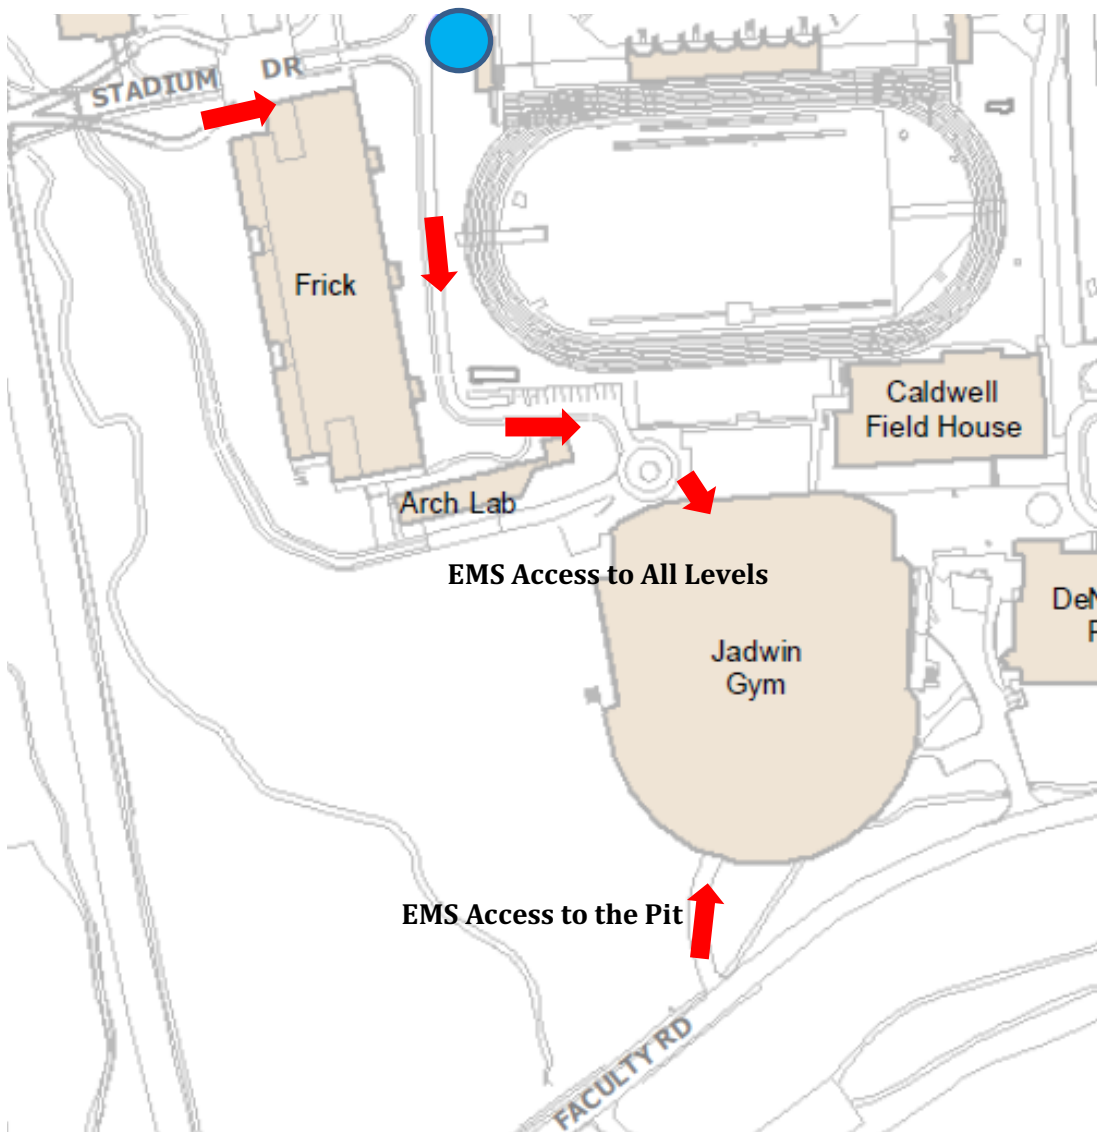 STADIUM DR
Frick
Caldwell
Field House
Arch Lab
EMS Access to All Levels
Jadwin
Gym
EMS Access to the Pit
FACULTY RD